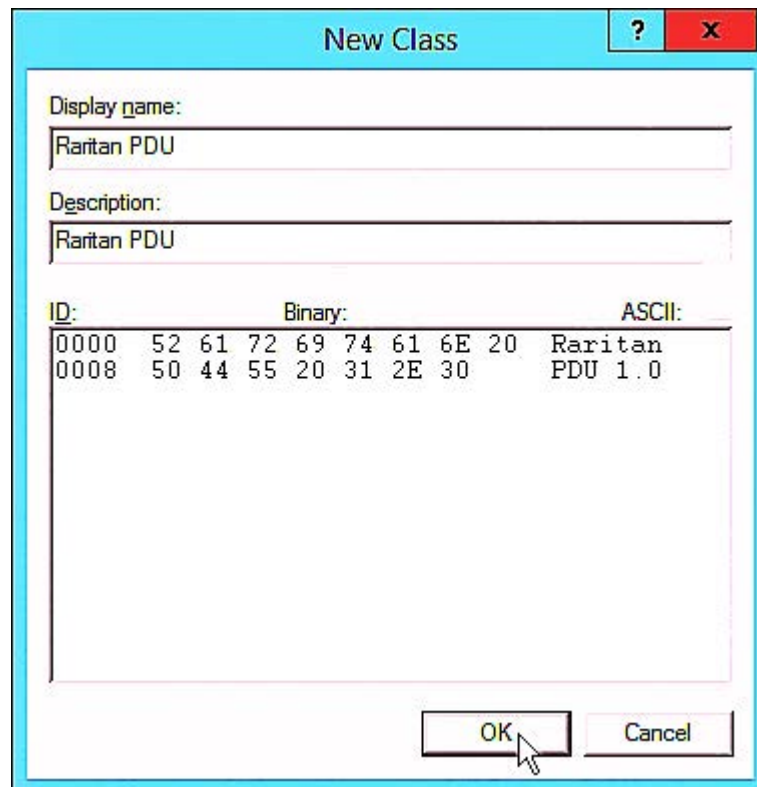 New Class
?
x
Display name:
Raritan PDU
Description:
Raritan PDU
ID: Binary: ASCII:
0000 52 61 72 69 74 61 6E 20 Raritan
0008 50 44 55 20 31 2E 30 PDU 1.0
OK
Cancel